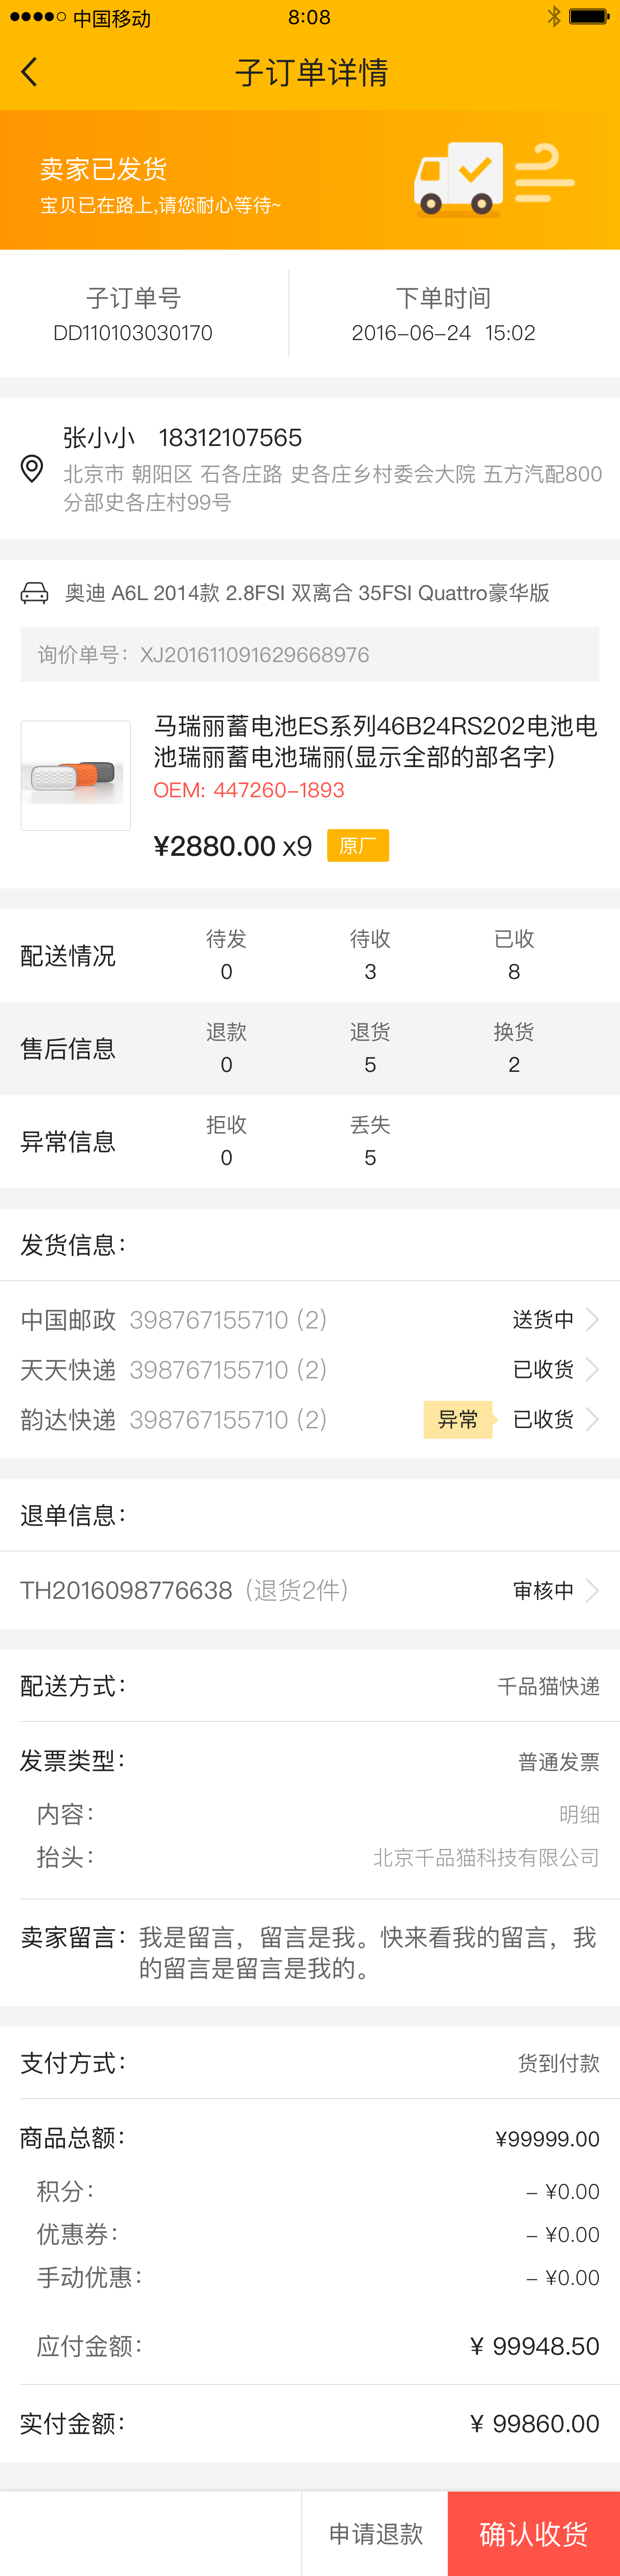 中国移动 8:08
子订单详情
卖家已发货
宝贝已在路上,请您耐心等待~
子订单号 下单时间
DD110103030170 2016-06-24 15:02
张小小 18312107565
北京市 朝阳区 石各庄路 史各庄乡村委会大院 五方汽配800
分部史各庄村99号
奥迪 A6L 2014款 2.8FSI 双离合 35FSI Quattro豪华版
询价单号：XJ201611091629668976
马瑞丽蓄电池ES系列46B24RS202电池电
池瑞丽蓄电池瑞丽(显示全部的部名字)
OEM: 447260-1893
¥2880.00 x9 原厂
配送情况 待发 待收 已收
0 3 8
售后信息 退款 退货 换货
0 5 2
异常信息 拒收 丢失
0 5
发货信息：
中国邮政 398767155710 (2) 送货中
天天快递 398767155710 (2) 已收货
韵达快递 398767155710 (2) 异常 已收货
退单信息：
TH2016098776638 (退货2件) 审核中
配送方式： 千品猫快递
发票类型： 普通发票
内容： 明细
抬头： 北京千品猫科技有限公司
卖家留言：我是留言，留言是我。快来看我的留言，我
的留言是留言是我的。
支付方式： 货到付款
商品总额： ¥99999.00
积分： - ¥0.00
优惠券： - ¥0.00
手动优惠： - ¥0.00
应付金额： ¥ 99948.50
实付金额： ¥ 99860.00
申请退款 确认收货